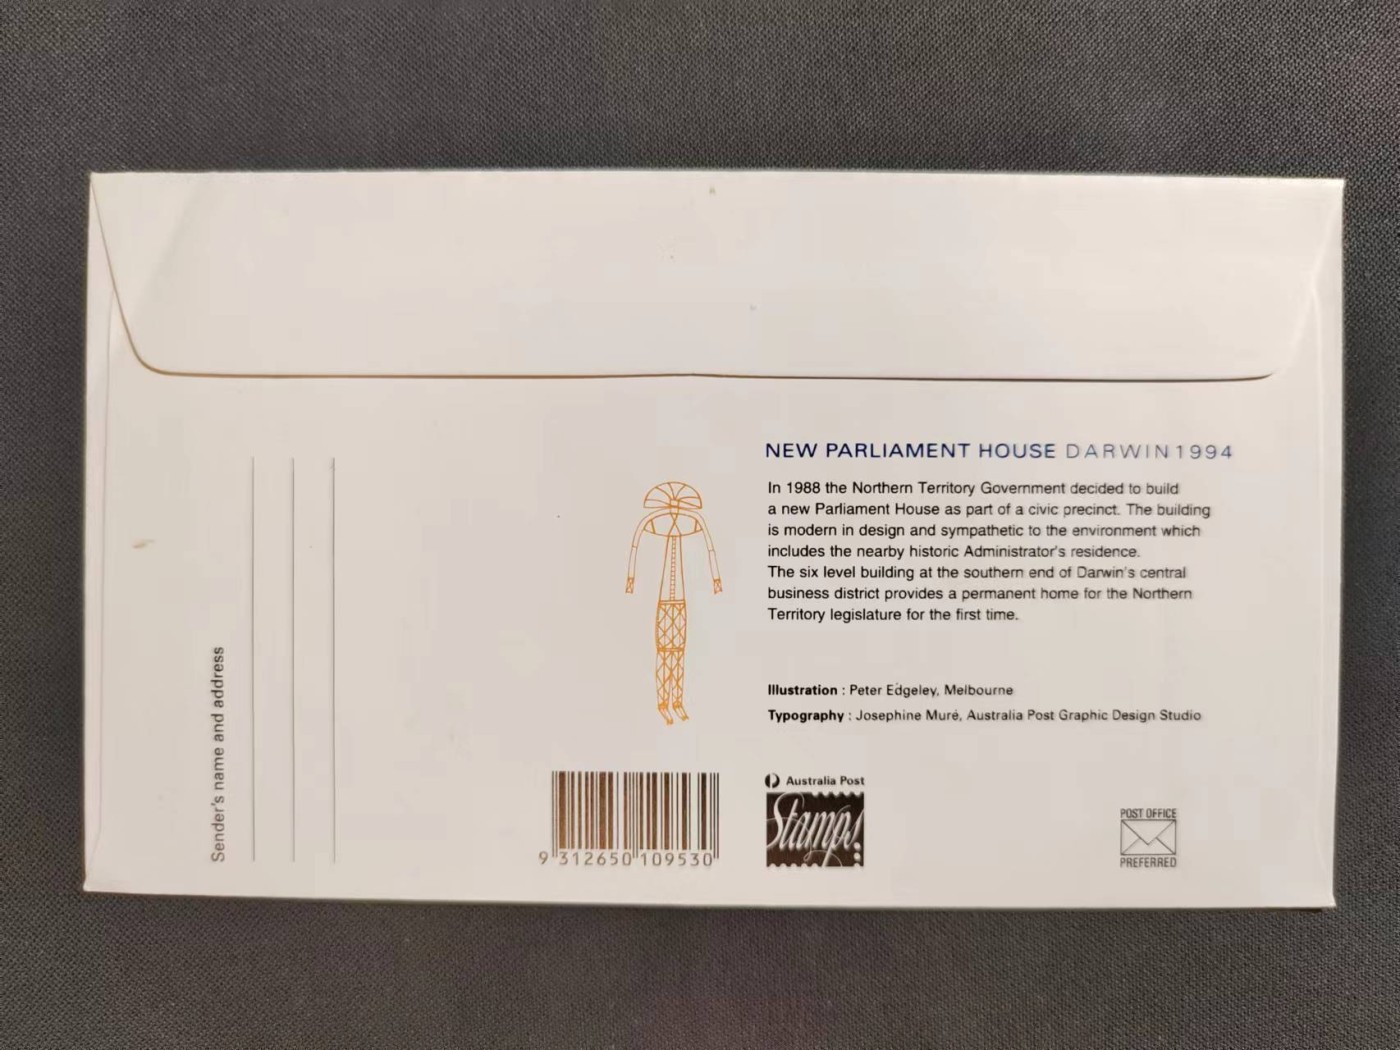 NEW PARLIAMENT HOUSE DARWIN 1994
In 1988 the Northern Territory Government decided to build
a new Parliament House as part of a civic precinct. The building
is modern in design and sympathetic to the environment which
includes the nearby historic Administrator's residence.
The six level building at the southern end of Darwin's central
business district provides a permanent home for the Northern
Territory legislature for the first time.
Illustration : Peter Edgeley, Melbourne
Typography : Josephine Muré, Australia Post Graphic Design Studio
Sender's name and address
9 312650 109530
Australia Post
Stamps!
POST OFFICE
PREFERRED